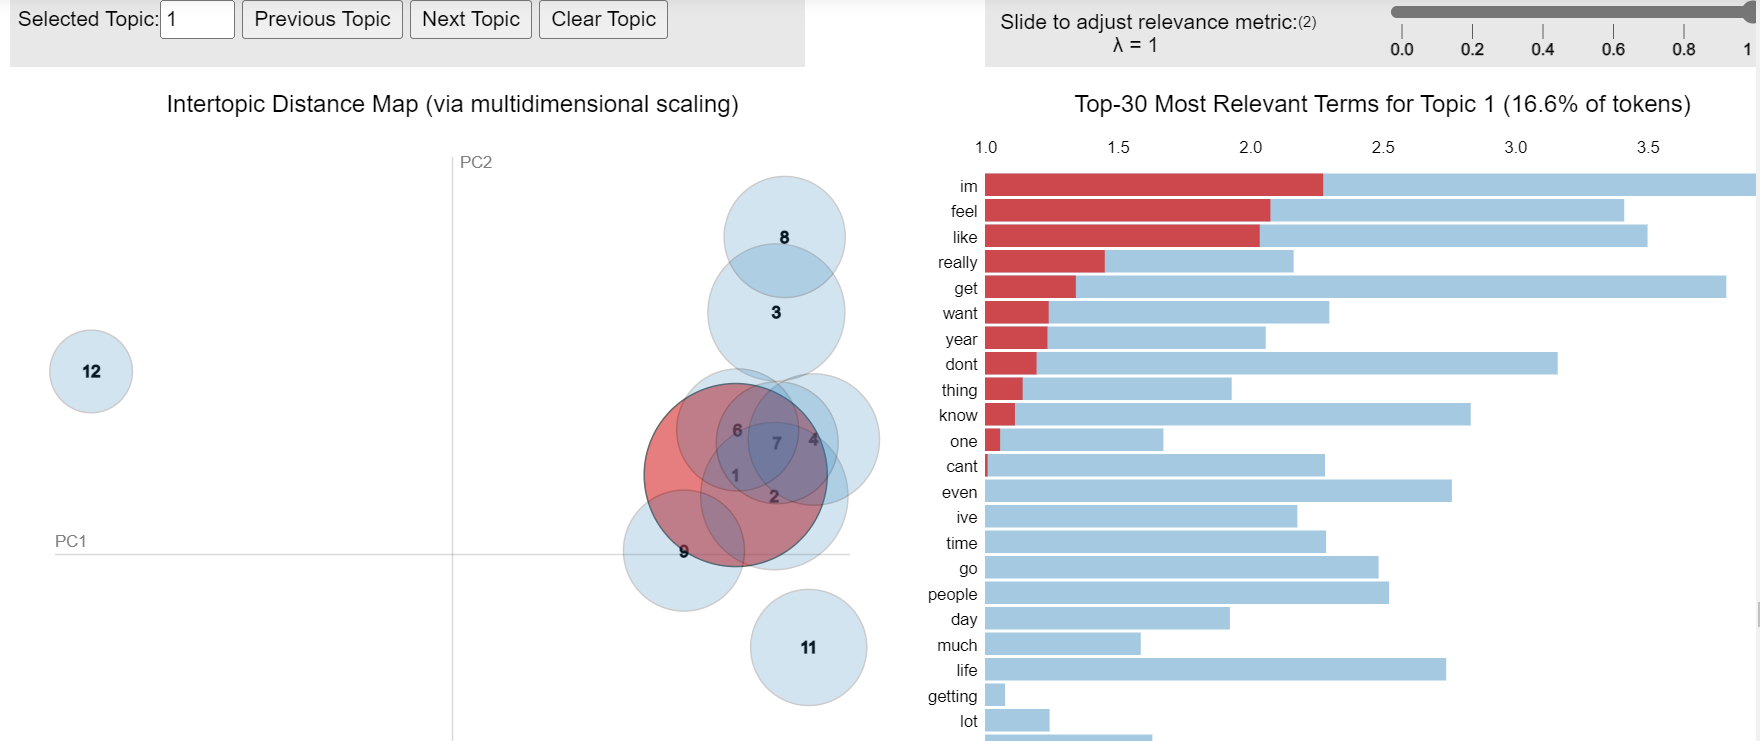 Selected Topic: 1 Previous Topic Next Topic Clear Topic
Slide to adjust relevance metric:(2)
λ = 1
0.0 0.2 0.4 0.6 0.8 1
Intertopic Distance Map (via multidimensional scaling)
PC2
8
3
12
6
7
4
1
2
PC1
9
11
Top-30 Most Relevant Terms for Topic 1 (16.6% of tokens)
1.0 1.5 2.0 2.5 3.0 3.5
im
feel
like
really
get
want
year
dont
thing
know
one
cant
even
ive
time
go
people
day
much
life
getting
lot